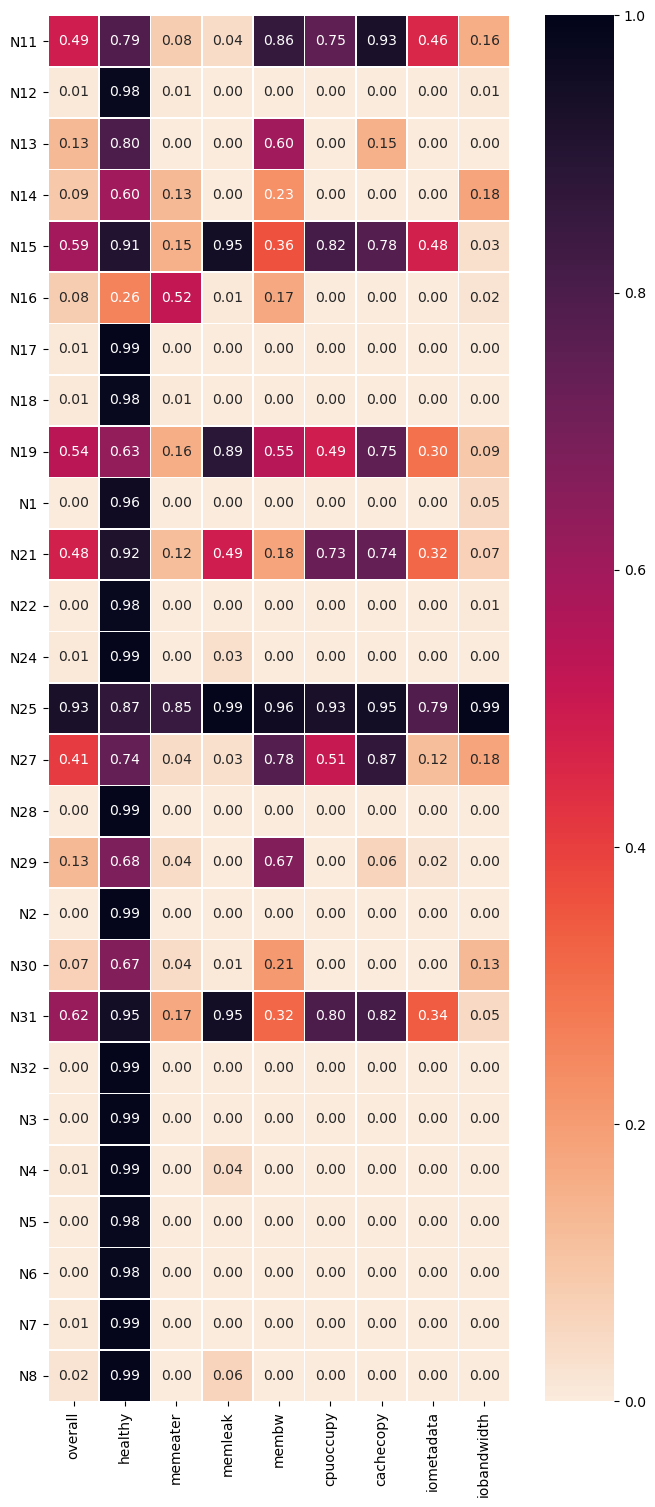 N11 0.49 0.79 0.08 0.04 0.86 0.75 0.93 0.46 0.16
N12 0.01 0.98 0.01 0.00 0.00 0.00 0.00 0.00 0.01
N13 0.13 0.80 0.00 0.00 0.60 0.00 0.15 0.00 0.00
N14 0.09 0.60 0.13 0.00 0.23 0.00 0.00 0.00 0.18
N15 0.59 0.91 0.15 0.95 0.36 0.82 0.78 0.48 0.03
N16 0.08 0.26 0.52 0.01 0.17 0.00 0.00 0.00 0.02
N17 0.01 0.99 0.00 0.00 0.00 0.00 0.00 0.00 0.00
N18 0.01 0.98 0.01 0.00 0.00 0.00 0.00 0.00 0.00
N19 0.54 0.63 0.16 0.89 0.55 0.49 0.75 0.30 0.09
N1 0.00 0.96 0.00 0.00 0.00 0.00 0.00 0.00 0.05
N21 0.48 0.92 0.12 0.49 0.18 0.73 0.74 0.32 0.07
N22 0.00 0.98 0.00 0.00 0.00 0.00 0.00 0.00 0.01
N24 0.01 0.99 0.00 0.03 0.00 0.00 0.00 0.00 0.00
N25 0.93 0.87 0.85 0.99 0.96 0.93 0.95 0.79 0.99
N27 0.41 0.74 0.04 0.03 0.78 0.51 0.87 0.12 0.18
N28 0.00 0.99 0.00 0.00 0.00 0.00 0.00 0.00 0.00
N29 0.13 0.68 0.04 0.00 0.67 0.00 0.06 0.02 0.00
N2 0.00 0.99 0.00 0.00 0.00 0.00 0.00 0.00 0.00
N30 0.07 0.67 0.04 0.01 0.21 0.00 0.00 0.00 0.13
N31 0.62 0.95 0.17 0.95 0.32 0.80 0.82 0.34 0.05
N32 0.00 0.99 0.00 0.00 0.00 0.00 0.00 0.00 0.00
N3 0.00 0.99 0.00 0.00 0.00 0.00 0.00 0.00 0.00
N4 0.01 0.99 0.00 0.04 0.00 0.00 0.00 0.00 0.00
N5 0.00 0.98 0.00 0.00 0.00 0.00 0.00 0.00 0.00
N6 0.00 0.98 0.00 0.00 0.00 0.00 0.00 0.00 0.00
N7 0.01 0.99 0.00 0.00 0.00 0.00 0.00 0.00 0.00
N8 0.02 0.99 0.00 0.06 0.00 0.00 0.00 0.00 0.00
overall
healthy
memeater
memleak
membw
cpuoccupy
cachecopy
iometadata
iobandwidth
1.0
0.8
0.6
0.4
0.2
0.0